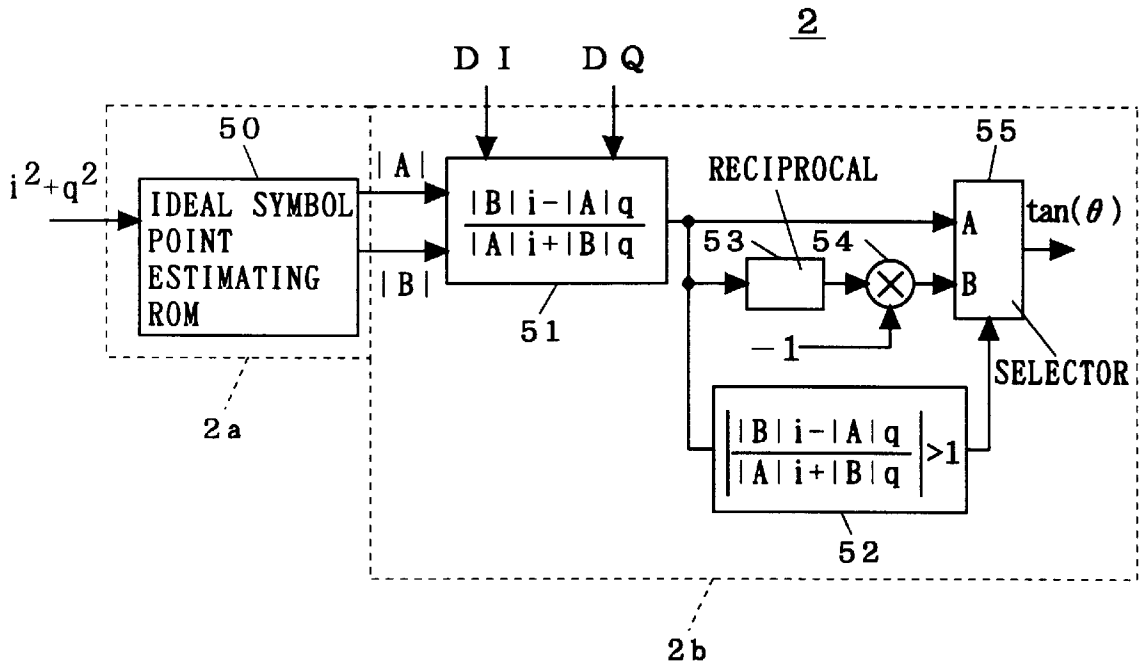 2
D I
D Q
50
55
i²+q²
|A|
RECIPROCAL
IDEAL SYMBOL
POINT
ESTIMATING
ROM
|B|i-|A|q
|A|i+|B|q
A
tan(θ)
53
54
|B|
B
51
-1
SELECTOR
2a
| |B|i-|A|q
|A|i+|B|q | >1
52
2b